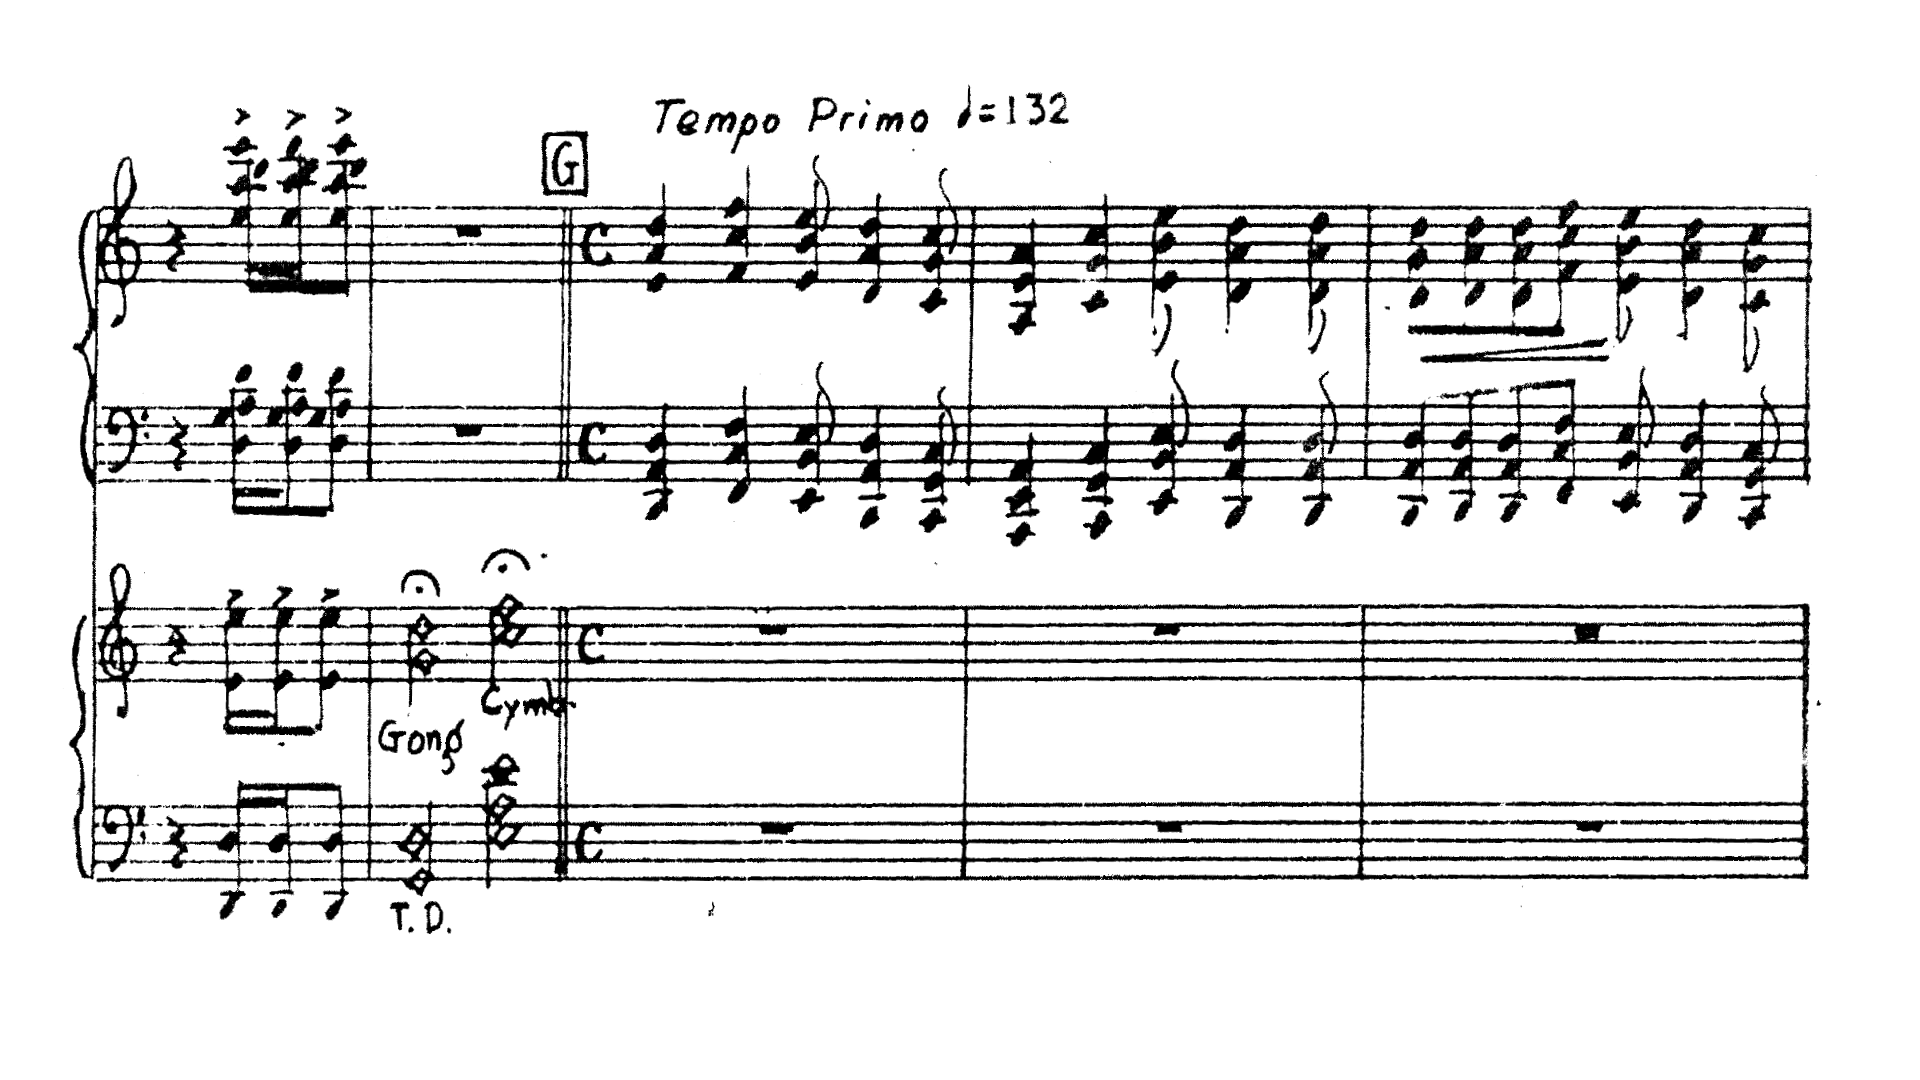 Tempo Primo ♩=132
G
Cymb.
Gong
T. D.